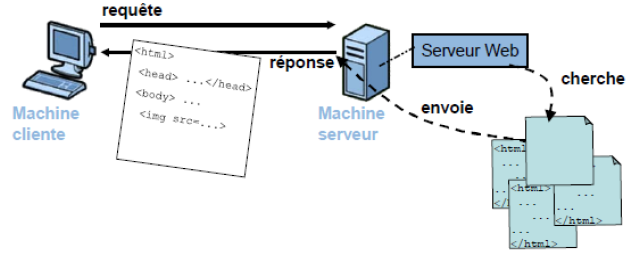 requête
réponse
<html>
<head> ...</head>
<body> ...
<img src=...>
Machine
cliente
Machine
serveur
Serveur Web
cherche
envoie
<html>
...
...
</html>
<html>
...
...
...
</html>
...
...
...
</html>